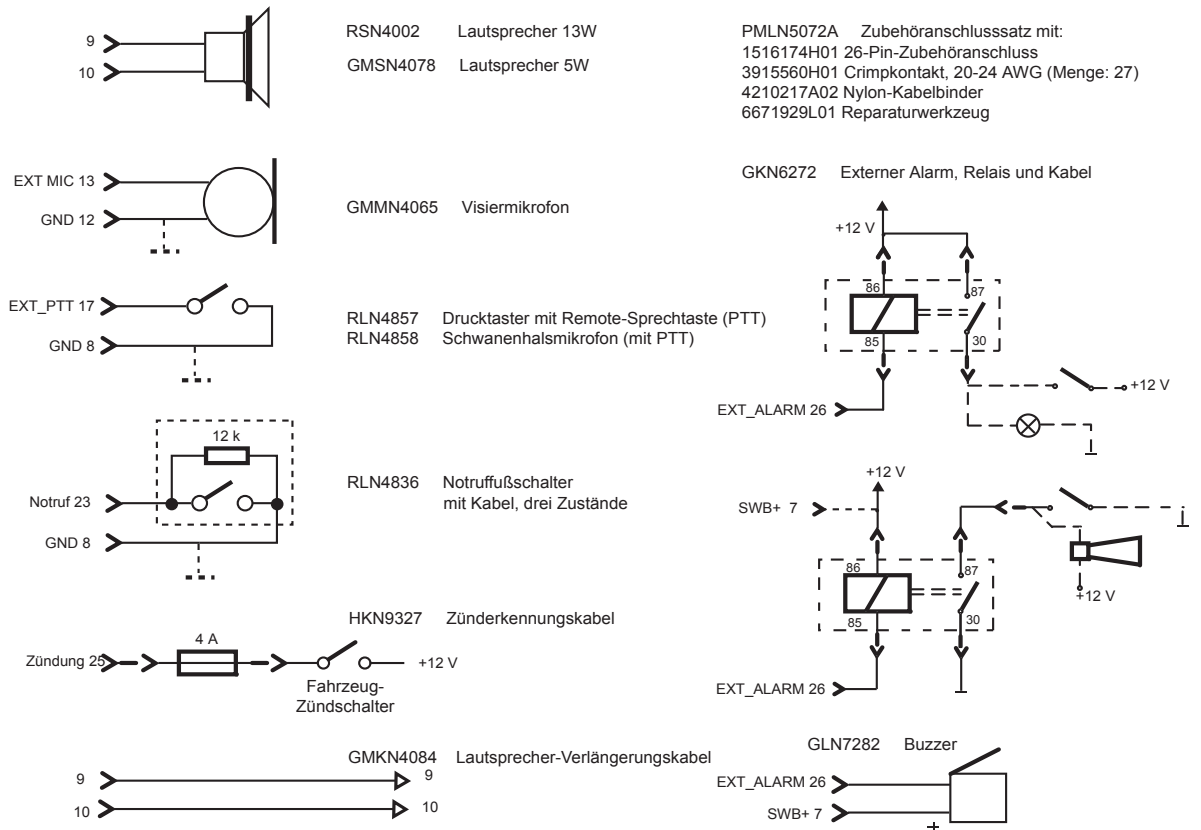 9
10
RSN4002 Lautsprecher 13W
GMSN4078 Lautsprecher 5W
EXT MIC 13
GND 12
GMMN4065 Visiermikrofon
EXT_PTT 17
GND 8
RLN4857 Drucktaster mit Remote-Sprechtaste (PTT)
RLN4858 Schwanenhalsmikrofon (mit PTT)
12 k
Notruf 23
GND 8
RLN4836 Notruffußschalter
mit Kabel, drei Zustände
HKN9327 Zünderkennungskabel
Zündung 25
4 A
+12 V
Fahrzeug-
Zündschalter
GMKN4084 Lautsprecher-Verlängerungskabel
9
9
10
10
PMLN5072A Zubehöranschlusssatz mit:
1516174H01 26-Pin-Zubehöranschluss
3915560H01 Crimpkontakt, 20-24 AWG (Menge: 27)
4210217A02 Nylon-Kabelbinder
6671929L01 Reparaturwerkzeug
GKN6272 Externer Alarm, Relais und Kabel
+12 V
86
87
85
30
+12 V
EXT_ALARM 26
+12 V
SWB+ 7
86
87
+12 V
85
30
EXT_ALARM 26
GLN7282 Buzzer
EXT_ALARM 26
SWB+ 7
+